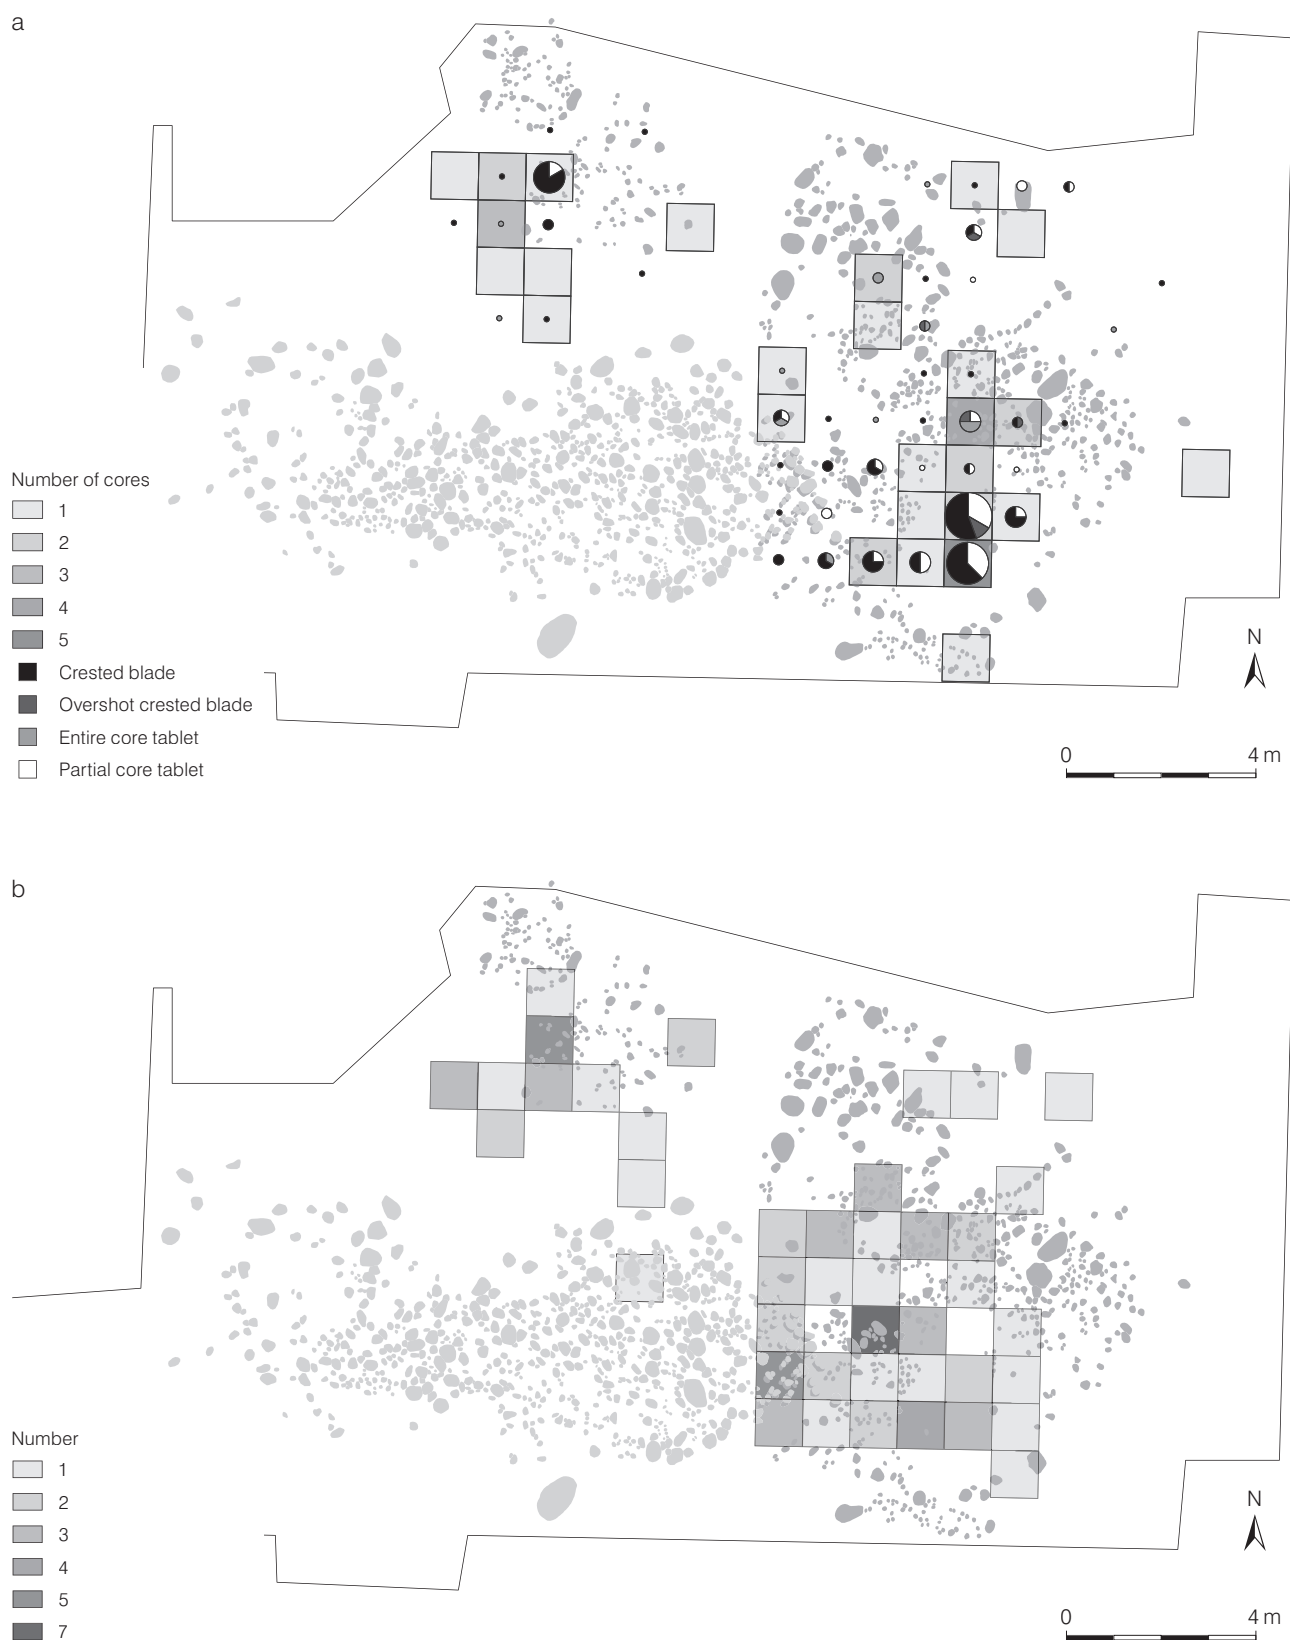 a
Number of cores
1
2
3
4
5
Crested blade
Overshot crested blade
Entire core tablet
Partial core tablet
N
0 4 m
b
Number
1
2
3
4
5
7
N
0 4 m